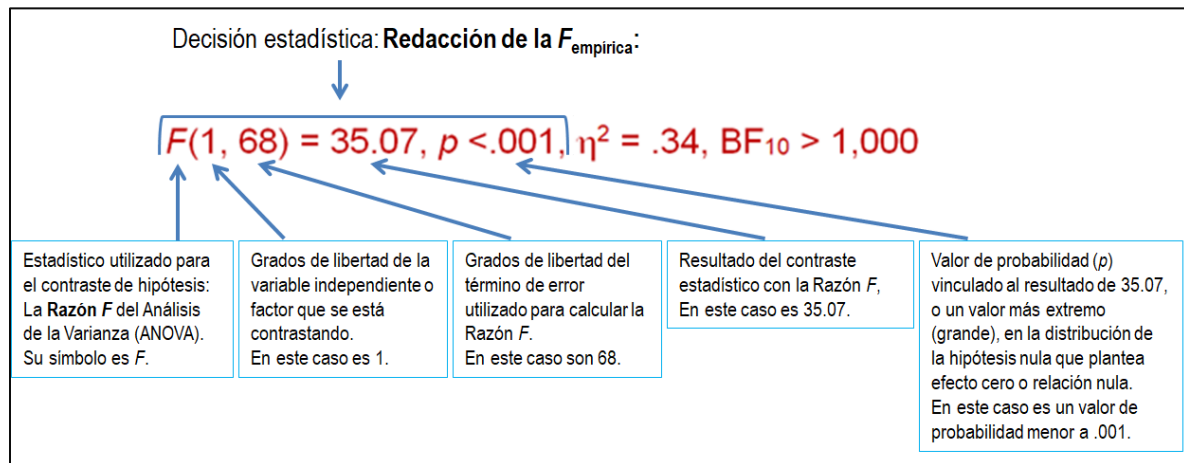 Decisión estadística: Redacción de la Fempírica:
F(1, 68) = 35.07, p <.001, η² = .34, BF₁₀ > 1,000
Estadístico utilizado para
el contraste de hipótesis:
La Razón F del Análisis
de la Varianza (ANOVA).
Su símbolo es F.
Grados de libertad de la
variable independiente o
factor que se está
contrastando.
En este caso es 1.
Grados de libertad del
término de error
utilizado para calcular la
Razón F.
En este caso son 68.
Resultado del contraste
estadístico con la Razón F,
En este caso es 35.07.
Valor de probabilidad (p)
vinculado al resultado de 35.07,
o un valor más extremo
(grande), en la distribución de
la hipótesis nula que plantea
efecto cero o relación nula.
En este caso es un valor de
probabilidad menor a .001.